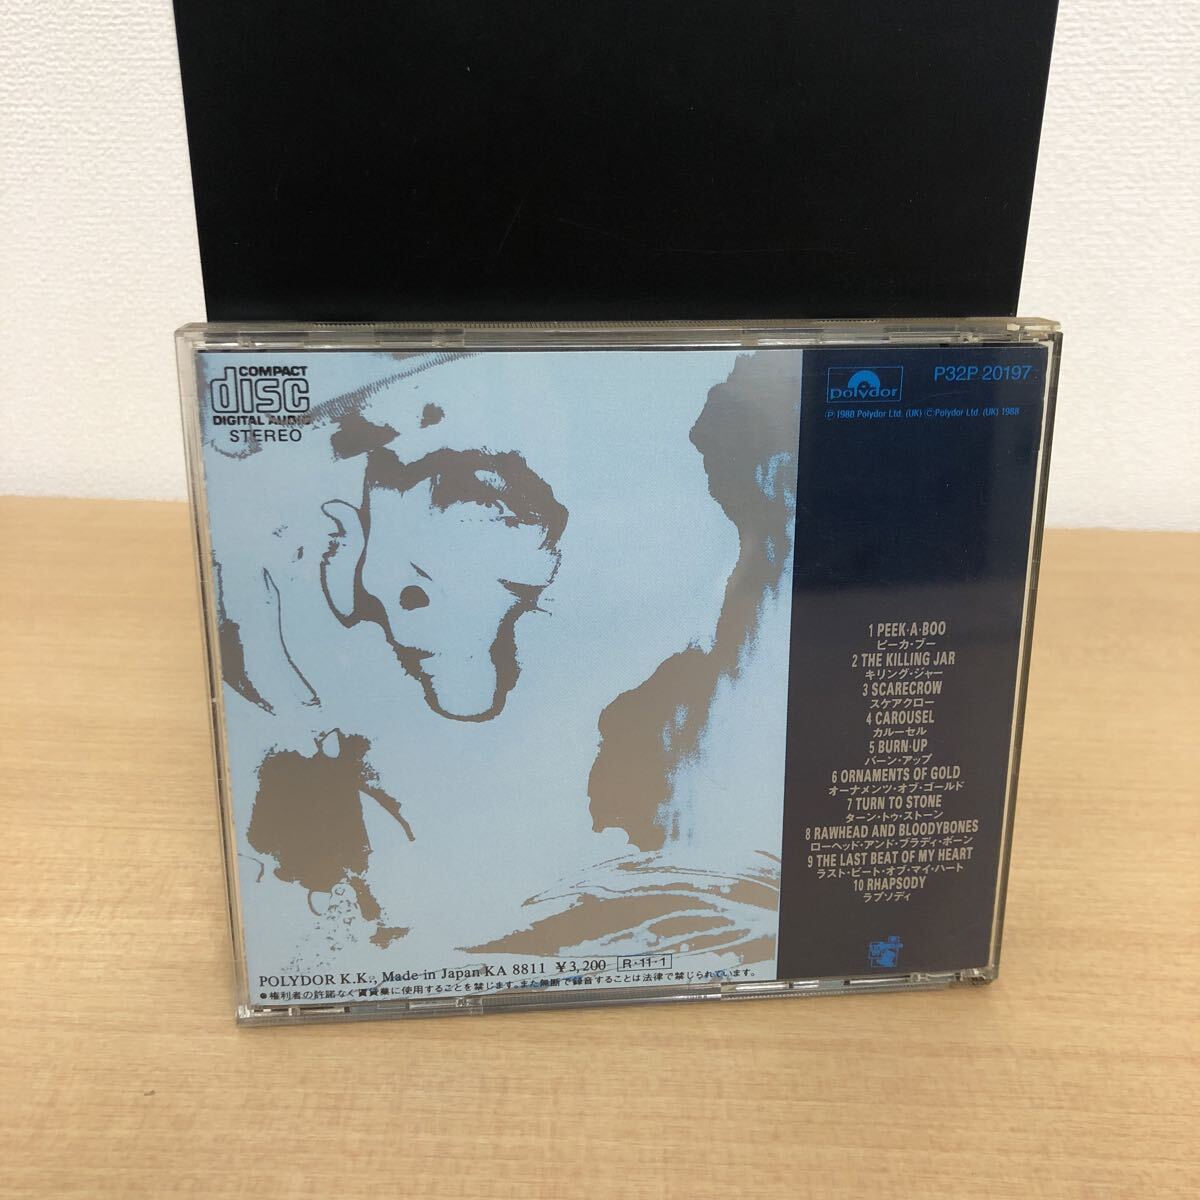 COMPACT
disc
DIGITAL AUDIO
STEREO
polydor
P32P 20197
Ⓟ 1988 Polydor Ltd. (UK) © Polydor Ltd. (UK) 1988
1 PEEK·A·BOO
ピーカ・ブー
2 THE KILLING JAR
キリング・ジャー
3 SCARECROW
スケアクロー
4 CAROUSEL
カルーセル
5 BURN-UP
バーン・アップ
6 ORNAMENTS OF GOLD
オーナメンツ・オブ・ゴールド
7 TURN TO STONE
ターン・トゥ・ストーン
8 RAWHEAD AND BLOODYBONES
ローヘッド・アンド・ブラディ・ボーン
9 THE LAST BEAT OF MY HEART
ラスト・ビート・オブ・マイ・ハート
10 RHAPSODY
ラプソディ
POLYDOR K.K., Made in Japan KA 8811 ¥3,200 R·11·1
●権利者の許諾なく賃貸業に使用することを禁じます。また無断で録音することは法律で禁じられています。